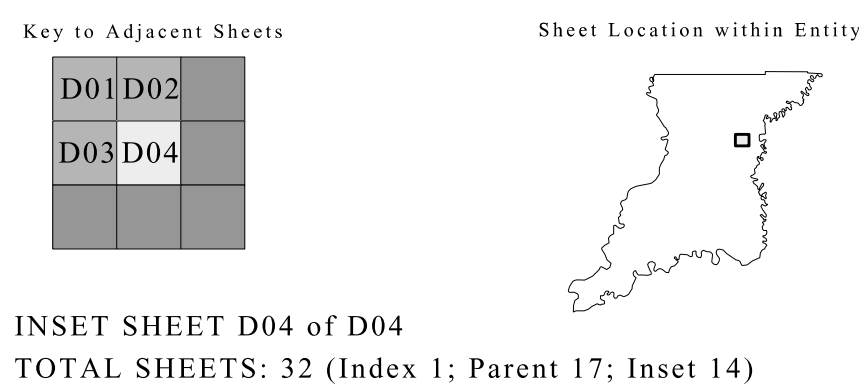 Key to Adjacent Sheets
Sheet Location within Entity
D01 D02
D03 D04
INSET SHEET D04 of D04
TOTAL SHEETS: 32 (Index 1; Parent 17; Inset 14)